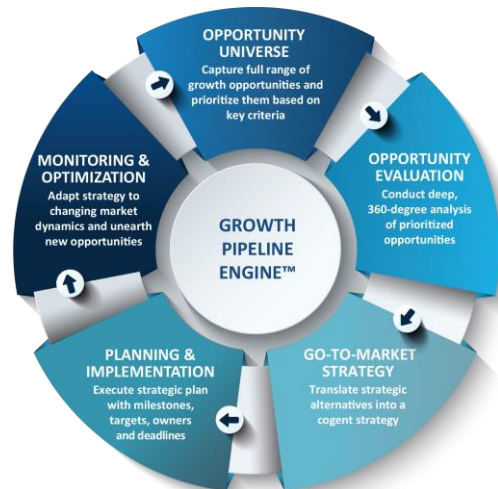 OPPORTUNITY
UNIVERSE
Capture full range of
growth opportunities and
prioritize them based on
key criteria
OPPORTUNITY
EVALUATION
Conduct deep,
360-degree analysis
of prioritized
opportunities
GO-TO-MARKET
STRATEGY
Translate strategic
alternatives into a
cogent strategy
PLANNING &
IMPLEMENTATION
Execute strategic plan
with milestones,
targets, owners
and deadlines
MONITORING &
OPTIMIZATION
Adapt strategy to
changing market
dynamics and unearth
new opportunities
GROWTH
PIPELINE
ENGINE™